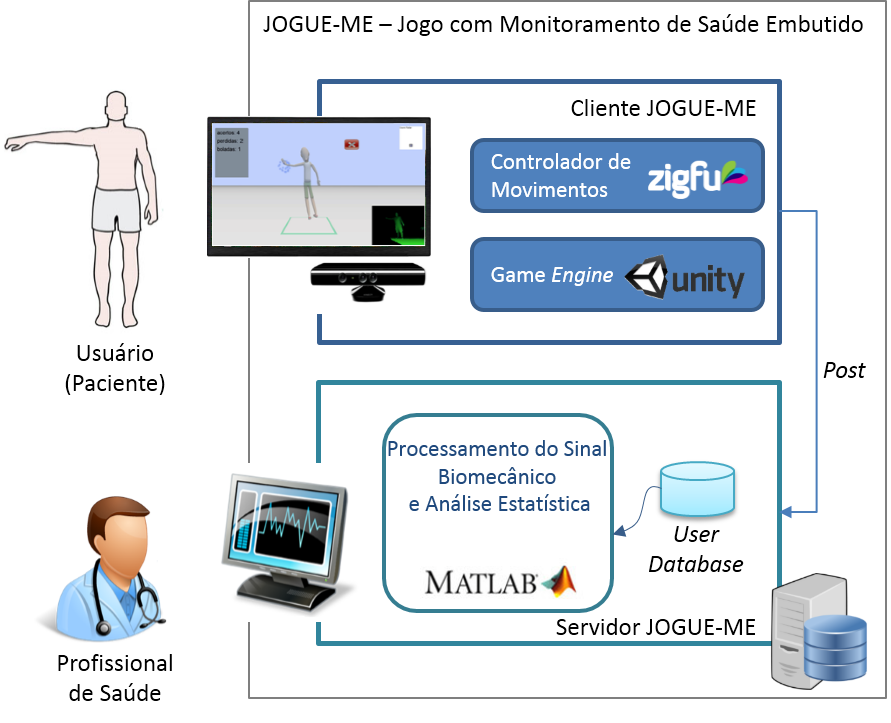 JOGUE-ME – Jogo com Monitoramento de Saúde Embutido
Cliente JOGUE-ME
acertos: 4
perdidas: 2
botadas: 1
Controlador de
Movimentos
zigfu
Game Engine
unity
Usuário
(Paciente)
Post
Processamento do Sinal
Biomecânico
e Análise Estatística
MATLAB
User
Database
Servidor JOGUE-ME
Profissional
de Saúde